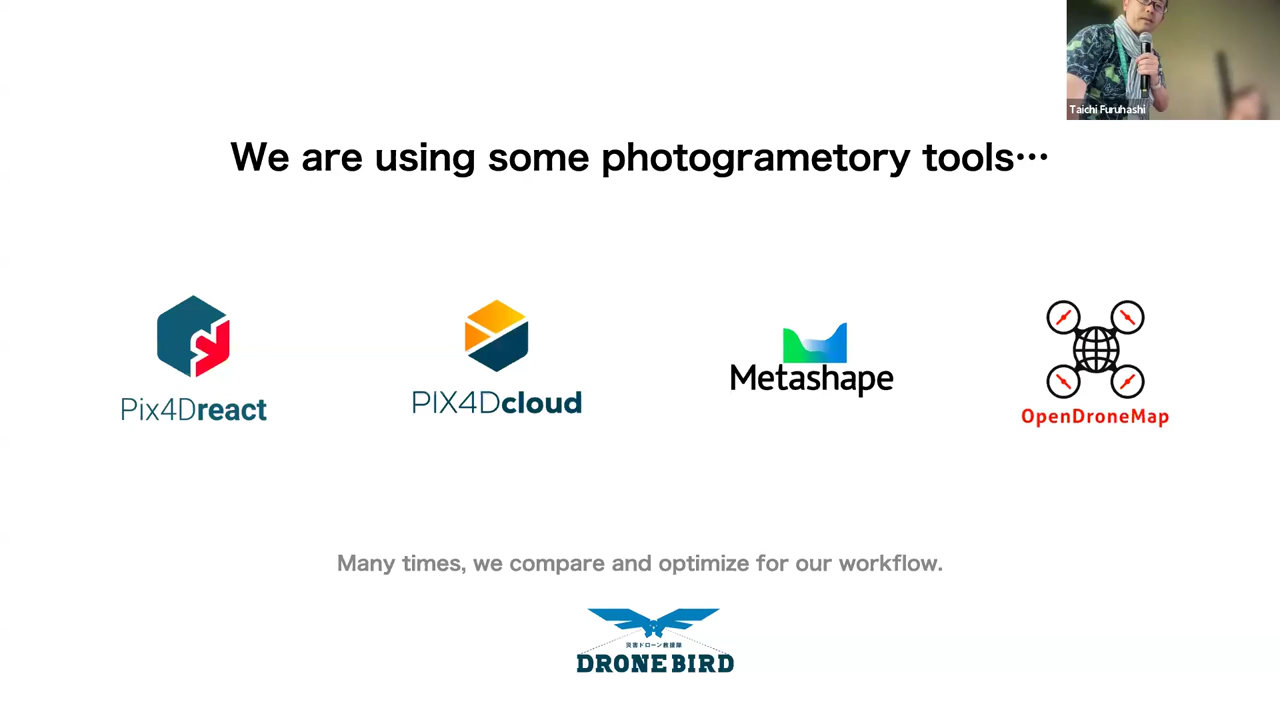 Taichi Furuhashi
We are using some photogrametory tools…
Pix4Dreact
PIX4Dcloud
Metashape
OpenDroneMap
Many times, we compare and optimize for our workflow.
災害ドローン救援隊
DRONE BIRD